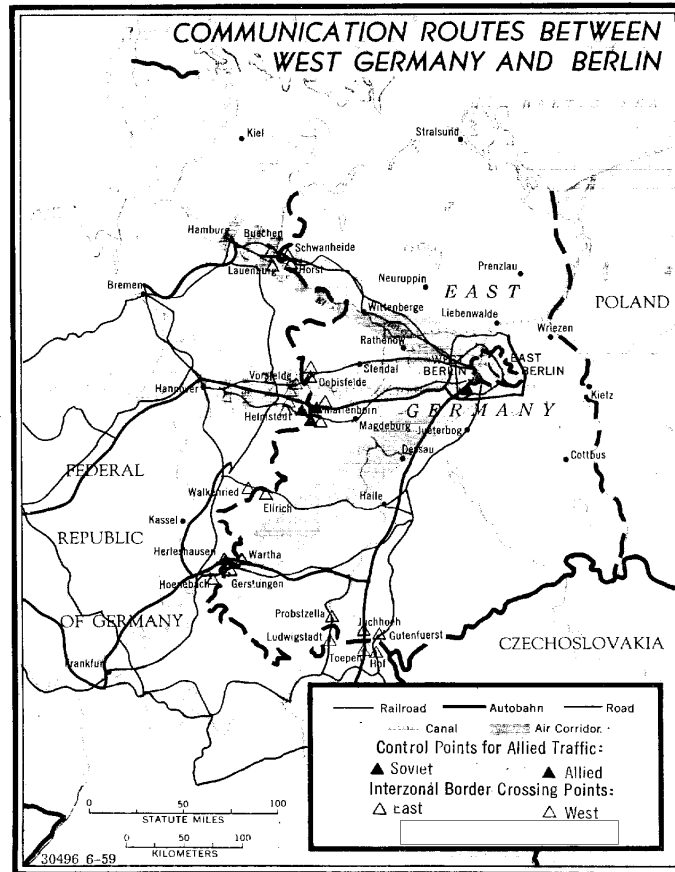 COMMUNICATION ROUTES BETWEEN
WEST GERMANY AND BERLIN
Kiel
Stralsund
Hamburg
Buechen
Schwanheide
Lauenburg
Horst
Bremen
Neuruppin
Prenzlau
EAST
POLAND
Wittenberge
Liebenwalde
Wriezen
Rathenow
WEST
BERLIN
EAST
BERLIN
Stendal
Vorsfelde
Oebisfelde
Hannover
Kietz
Helmstedt
Marienborn
GERMANY
Magdeburg
Jueterbog
FEDERAL
Dessau
Cottbus
Walkenried
Ellrich
Halle
Kassel
REPUBLIC
Herleshausen
Wartha
Hoenebach
Gerstungen
OF GERMANY
Probstzella
Juchhoeh
Ludwigstadt
Gutenfuerst
CZECHOSLOVAKIA
Toepen
Hof
Frankfurt
Railroad
Autobahn
Road
Canal
Air Corridor
Control Points for Allied Traffic:
Soviet
Allied
Interzonal Border Crossing Points:
East
West
0 50 100
STATUTE MILES
0 50 100
KILOMETERS
30496 6-59